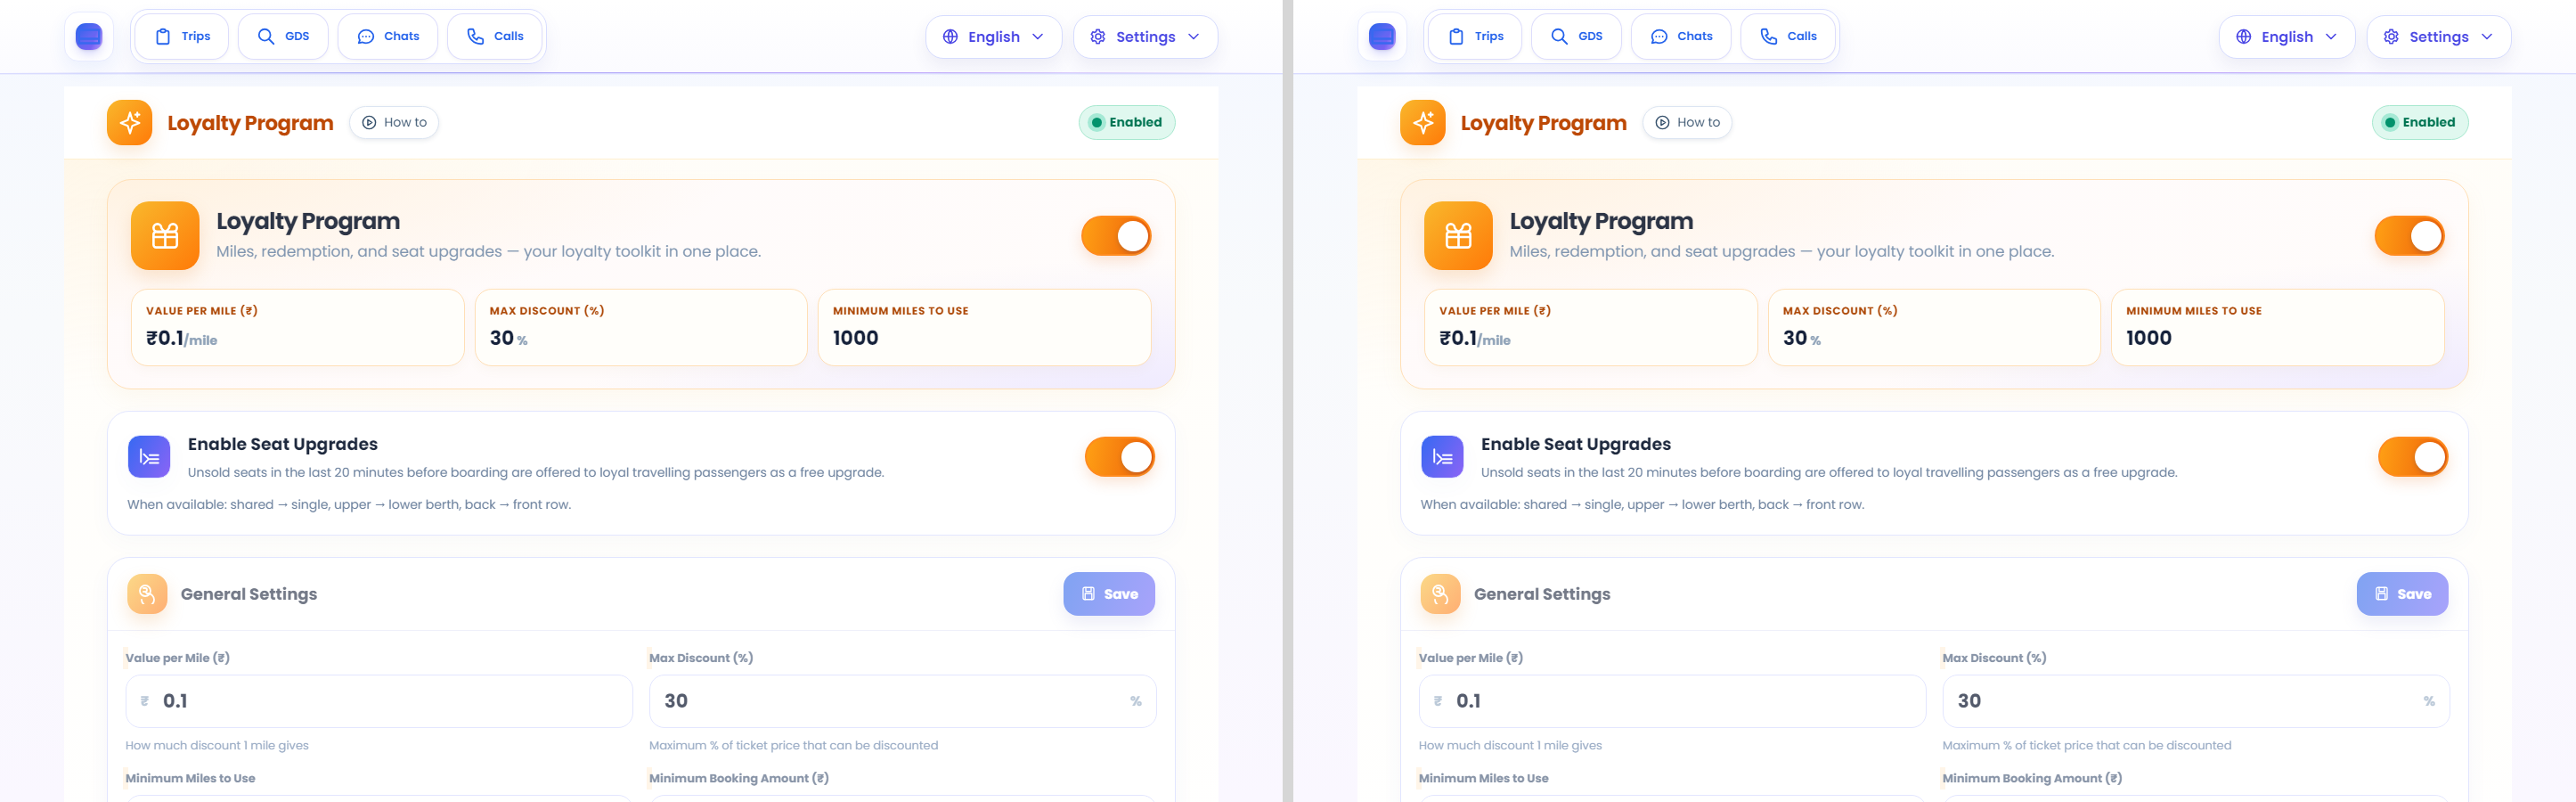 Trips GDS Chats Calls English Settings
Loyalty Program How to Enabled
Loyalty Program
Miles, redemption, and seat upgrades — your loyalty toolkit in one place.
VALUE PER MILE (₹) MAX DISCOUNT (%) MINIMUM MILES TO USE
₹0.1/mile 30 % 1000
Enable Seat Upgrades
Unsold seats in the last 20 minutes before boarding are offered to loyal travelling passengers as a free upgrade.
When available: shared → single, upper → lower berth, back → front row.
General Settings Save
Value per Mile (₹) Max Discount (%)
₹ 0.1 30 %
How much discount 1 mile gives Maximum % of ticket price that can be discounted
Minimum Miles to Use Minimum Booking Amount (₹)
Trips GDS Chats Calls English Settings
Loyalty Program How to Enabled
Loyalty Program
Miles, redemption, and seat upgrades — your loyalty toolkit in one place.
VALUE PER MILE (₹) MAX DISCOUNT (%) MINIMUM MILES TO USE
₹0.1/mile 30 % 1000
Enable Seat Upgrades
Unsold seats in the last 20 minutes before boarding are offered to loyal travelling passengers as a free upgrade.
When available: shared → single, upper → lower berth, back → front row.
General Settings Save
Value per Mile (₹) Max Discount (%)
₹ 0.1 30 %
How much discount 1 mile gives Maximum % of ticket price that can be discounted
Minimum Miles to Use Minimum Booking Amount (₹)